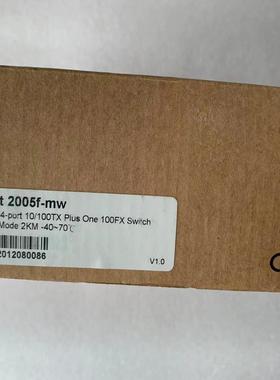 t 2005f-mw
4-port 10/100TX Plus One 100FX Switch
Mode 2KM -40~70℃
2012080086
V1.0